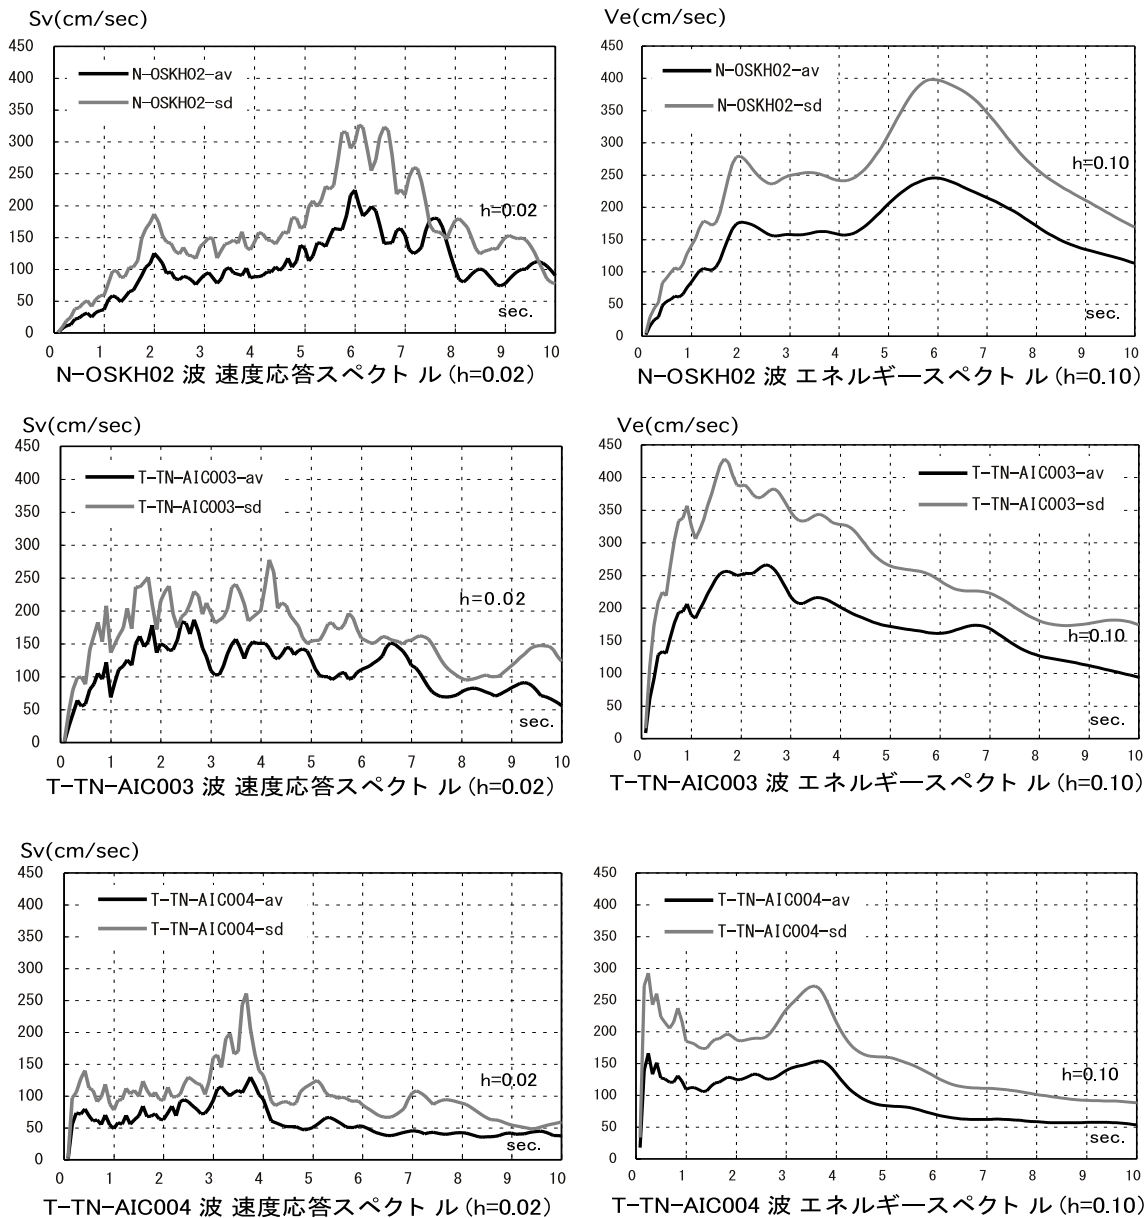 Sv(cm/sec)
450
400
350
300
250
200
150
100
50
0
N-OSKH02-av
N-OSKH02-sd
h=0.02
sec.
0 1 2 3 4 5 6 7 8 9 10
N-OSKH02 波 速度応答スペクトル (h=0.02)
Ve(cm/sec)
450
400
350
300
250
200
150
100
50
0
N-OSKH02-av
N-OSKH02-sd
h=0.10
sec.
0 1 2 3 4 5 6 7 8 9 10
N-OSKH02 波 エネルギースペクトル (h=0.10)
Sv(cm/sec)
450
400
350
300
250
200
150
100
50
0
T-TN-AIC003-av
T-TN-AIC003-sd
h=0.02
sec.
0 1 2 3 4 5 6 7 8 9 10
T-TN-AIC003 波 速度応答スペクトル (h=0.02)
Ve(cm/sec)
450
400
350
300
250
200
150
100
50
0
T-TN-AIC003-av
T-TN-AIC003-sd
h=0.10
sec.
0 1 2 3 4 5 6 7 8 9 10
T-TN-AIC003 波 エネルギースペクトル (h=0.10)
Sv(cm/sec)
450
400
350
300
250
200
150
100
50
0
T-TN-AIC004-av
T-TN-AIC004-sd
h=0.02
sec.
0 1 2 3 4 5 6 7 8 9 10
T-TN-AIC004 波 速度応答スペクトル (h=0.02)
450
400
350
300
250
200
150
100
50
0
T-TN-AIC004-av
T-TN-AIC004-sd
h=0.10
sec.
0 1 2 3 4 5 6 7 8 9 10
T-TN-AIC004 波 エネルギースペクトル (h=0.10)